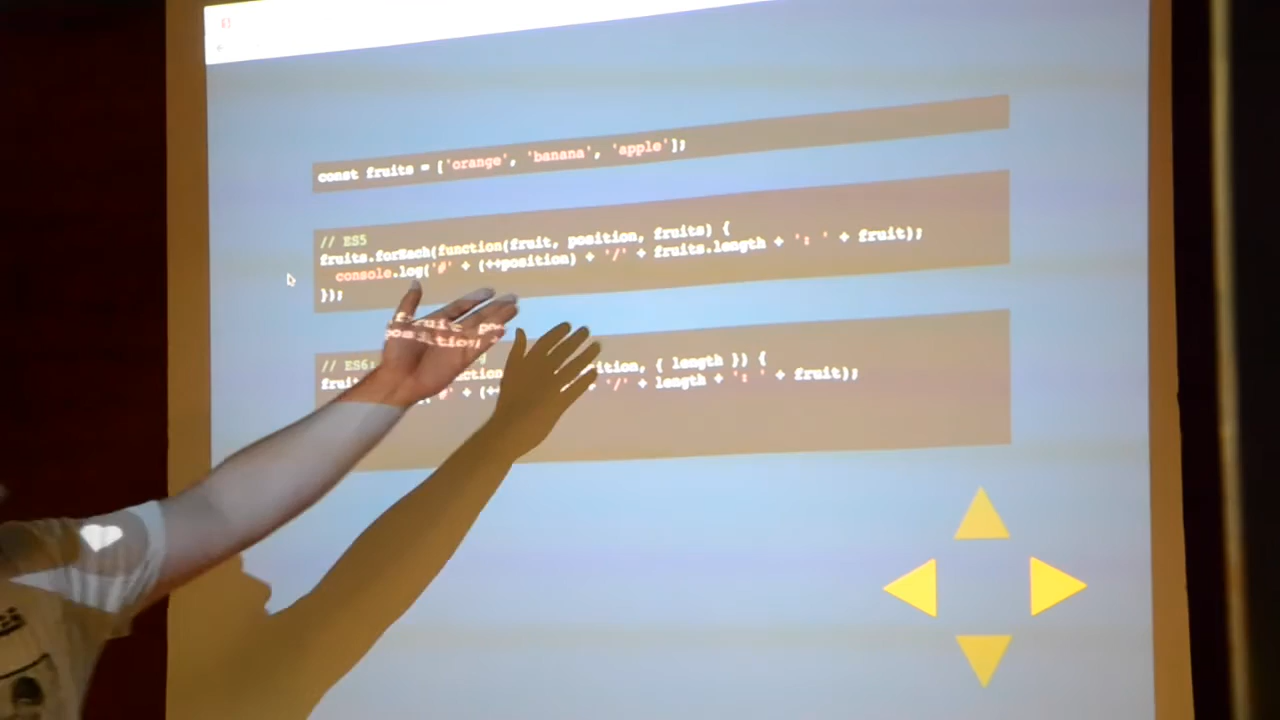 const fruits = ['orange', 'banana', 'apple'];
// ES5
fruits.forEach(function(fruit, position, fruits) {
console.log('#' + (++position) + '/' + fruits.length + ': ' + fruit);
});
// ES6:
{ length }) {
'#' + '/' + length + ': ' + fruit);